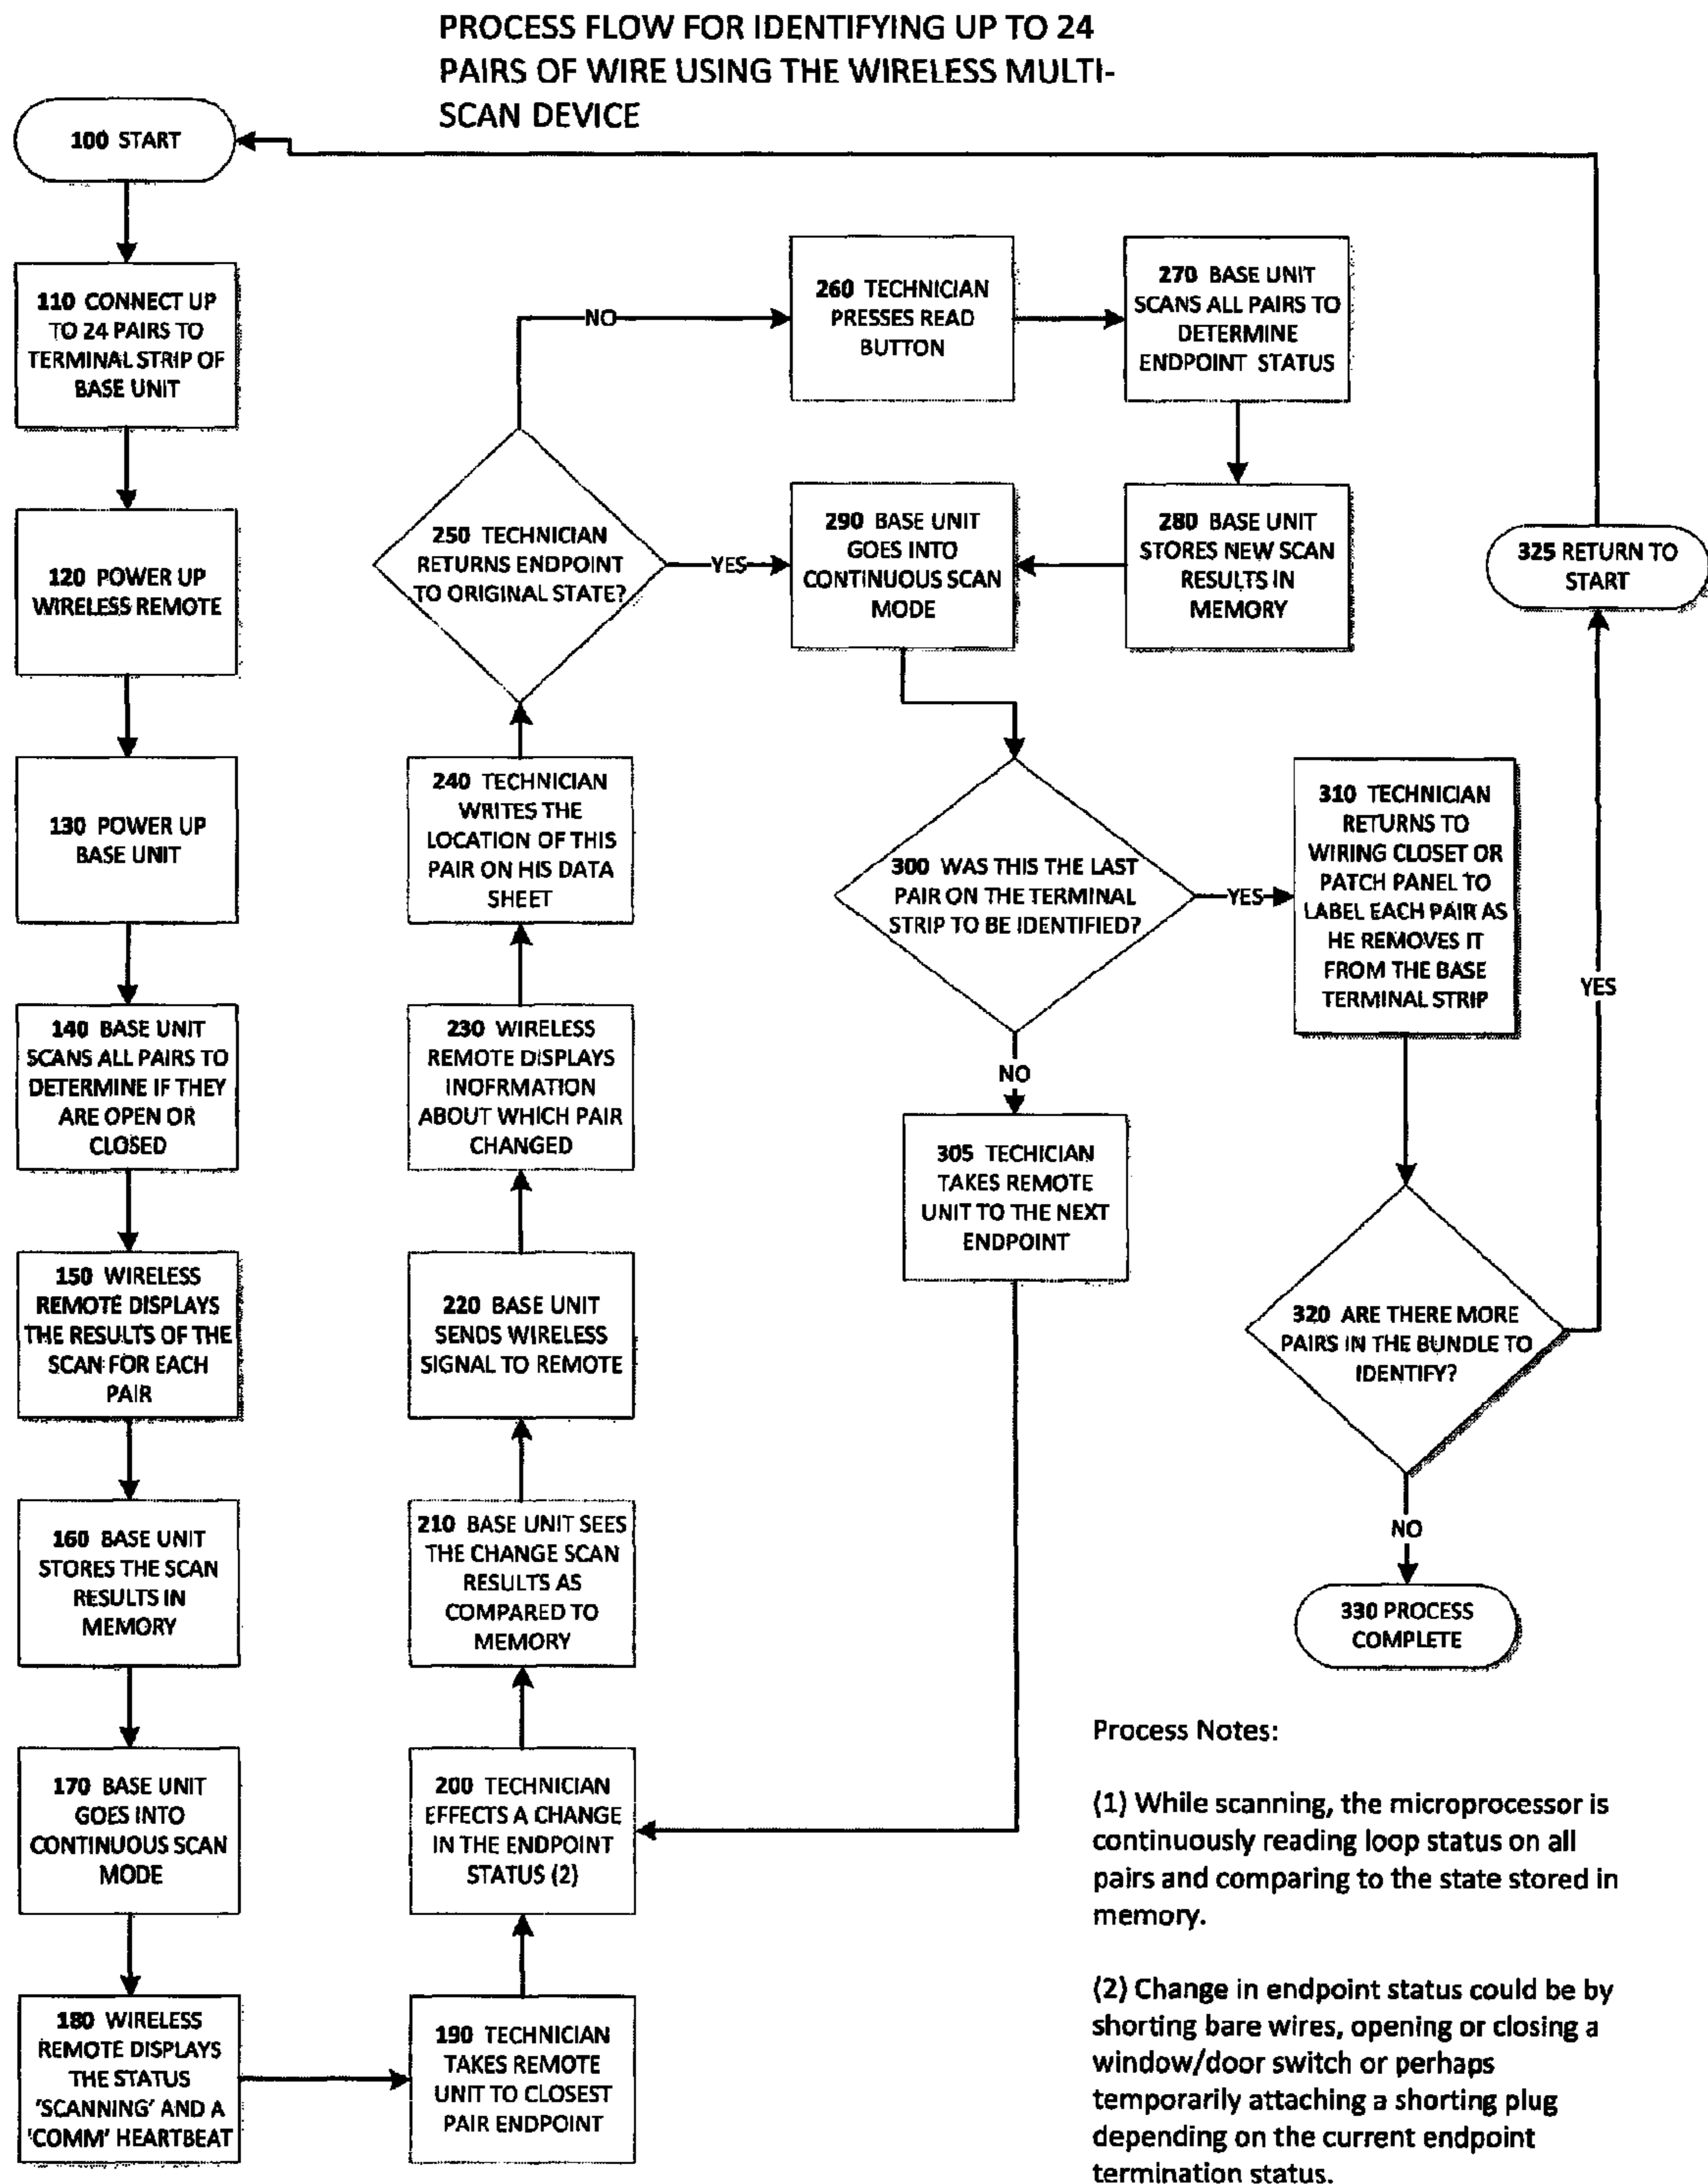 PROCESS FLOW FOR IDENTIFYING UP TO 24
PAIRS OF WIRE USING THE WIRELESS MULTI-
SCAN DEVICE
100 START
110 CONNECT UP
TO 24 PAIRS TO
TERMINAL STRIP OF
BASE UNIT
120 POWER UP
WIRELESS REMOTE
130 POWER UP
BASE UNIT
140 BASE UNIT
SCANS ALL PAIRS TO
DETERMINE IF THEY
ARE OPEN OR
CLOSED
150 WIRELESS
REMOTE DISPLAYS
THE RESULTS OF THE
SCAN FOR EACH
PAIR
160 BASE UNIT
STORES THE SCAN
RESULTS IN
MEMORY
170 BASE UNIT
GOES INTO
CONTINUOUS SCAN
MODE
180 WIRELESS
REMOTE DISPLAYS
THE STATUS
'SCANNING' AND A
'COMM' HEARTBEAT
190 TECHNICIAN
TAKES REMOTE
UNIT TO CLOSEST
PAIR ENDPOINT
200 TECHNICIAN
EFFECTS A CHANGE
IN THE ENDPOINT
STATUS (2)
210 BASE UNIT SEES
THE CHANGE SCAN
RESULTS AS
COMPARED TO
MEMORY
220 BASE UNIT
SENDS WIRELESS
SIGNAL TO REMOTE
230 WIRELESS
REMOTE DISPLAYS
INOFRMATION
ABOUT WHICH PAIR
CHANGED
240 TECHNICIAN
WRITES THE
LOCATION OF THIS
PAIR ON HIS DATA
SHEET
250 TECHNICIAN
RETURNS ENDPOINT
TO ORIGINAL STATE?
NO
YES
260 TECHNICIAN
PRESSES READ
BUTTON
270 BASE UNIT
SCANS ALL PAIRS TO
DETERMINE
ENDPOINT STATUS
280 BASE UNIT
STORES NEW SCAN
RESULTS IN
MEMORY
290 BASE UNIT
GOES INTO
CONTINUOUS SCAN
MODE
300 WAS THIS THE LAST
PAIR ON THE TERMINAL
STRIP TO BE IDENTIFIED?
YES
NO
305 TECHICIAN
TAKES REMOTE
UNIT TO THE NEXT
ENDPOINT
310 TECHNICIAN
RETURNS TO
WIRING CLOSET OR
PATCH PANEL TO
LABEL EACH PAIR AS
HE REMOVES IT
FROM THE BASE
TERMINAL STRIP
320 ARE THERE MORE
PAIRS IN THE BUNDLE TO
IDENTIFY?
YES
NO
325 RETURN TO
START
330 PROCESS
COMPLETE
Process Notes:
(1) While scanning, the microprocessor is
continuously reading loop status on all
pairs and comparing to the state stored in
memory.
(2) Change in endpoint status could be by
shorting bare wires, opening or closing a
window/door switch or perhaps
temporarily attaching a shorting plug
depending on the current endpoint
termination status.